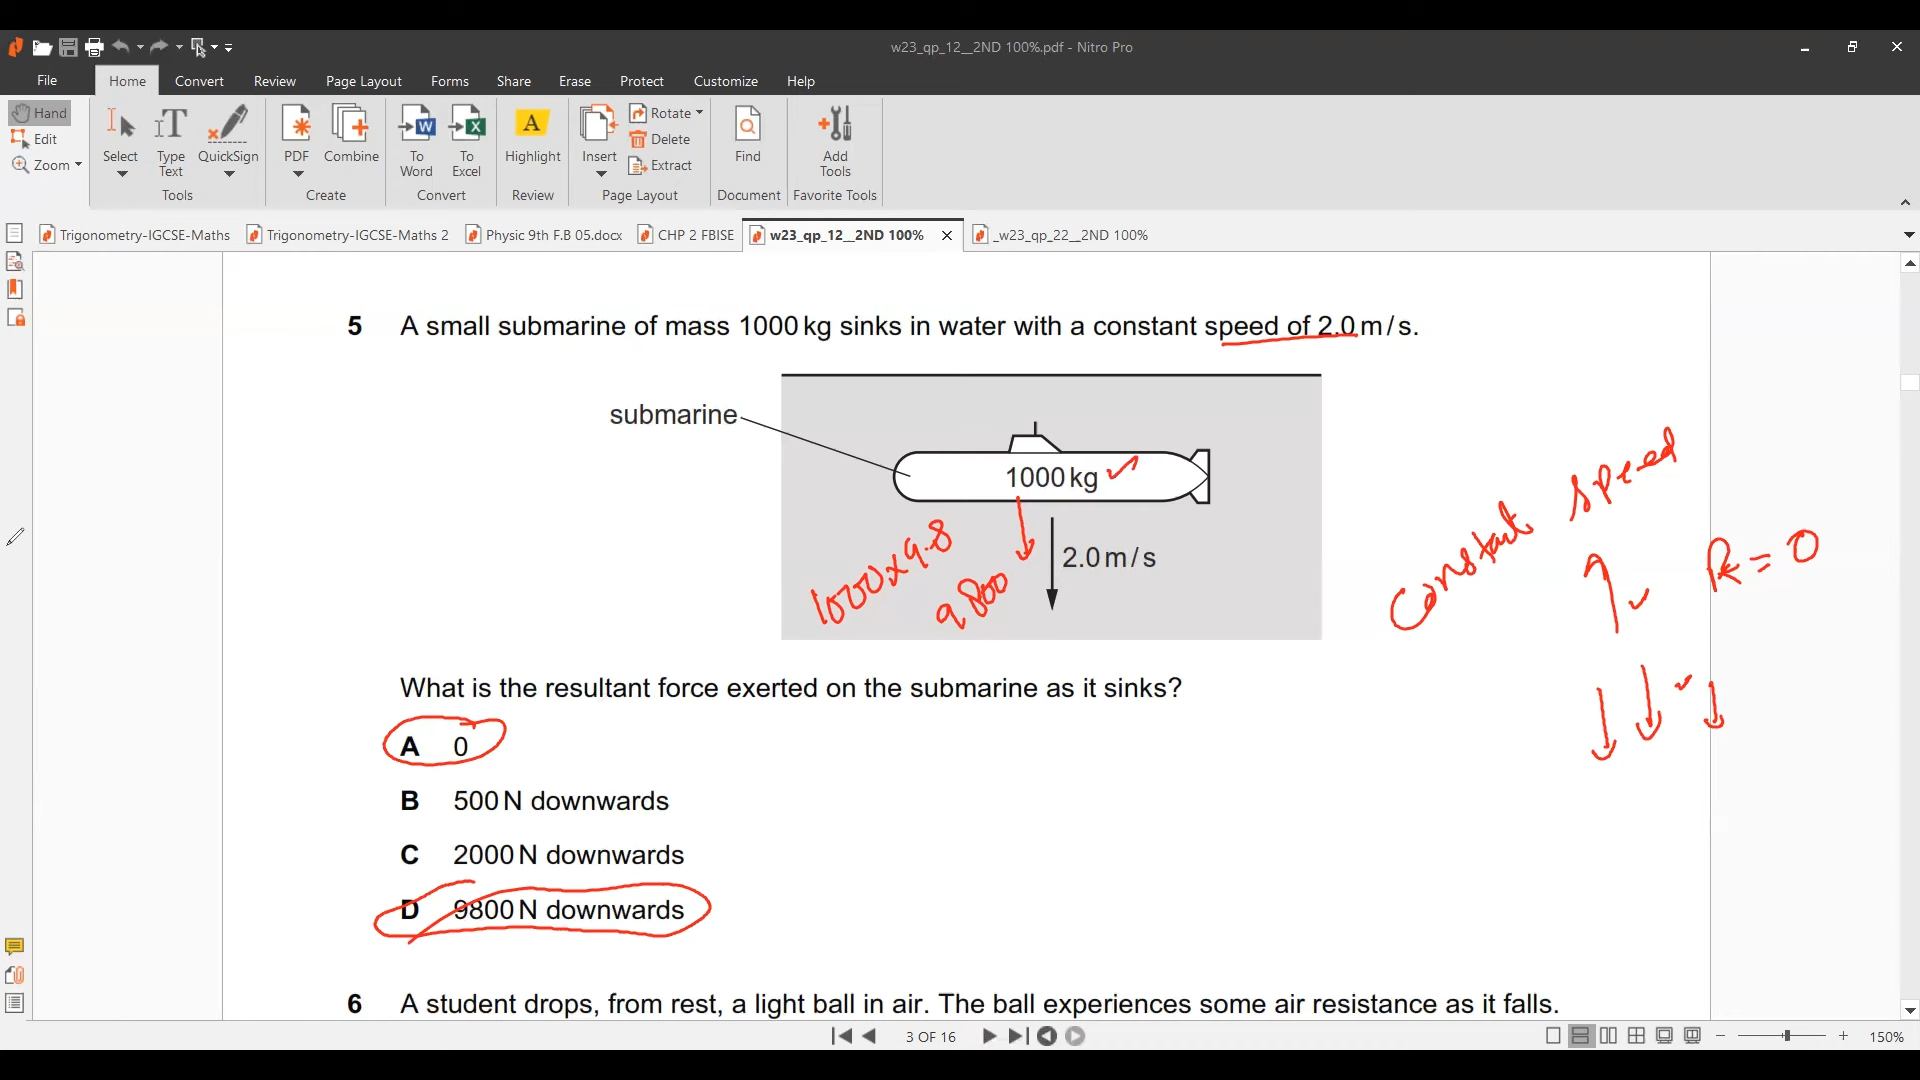 w23_qp_12__2ND 100%.pdf - Nitro Pro
File Home Convert Review Page Layout Forms Share Erase Protect Customize Help
Hand
Edit
Zoom
Select
Type Text
QuickSign
Tools
PDF
Combine
Create
To Word
To Excel
Convert
Highlight
Review
Insert
Rotate
Delete
Extract
Page Layout
Find
Document
Add Tools
Favorite Tools
Trigonometry-IGCSE-Maths Trigonometry-IGCSE-Maths 2 Physic 9th F.B 05.docx CHP 2 FBISE w23_qp_12__2ND 100% _w23_qp_22__2ND 100%
5 A small submarine of mass 1000 kg sinks in water with a constant speed of 2.0 m / s.
submarine
1000 kg
2.0 m / s
1000 x 9.8
9800
Constant speed
R = 0
What is the resultant force exerted on the submarine as it sinks?
A 0
B 500 N downwards
C 2000 N downwards
D 9800 N downwards
6 A student drops, from rest, a light ball in air. The ball experiences some air resistance as it falls.
3 OF 16
150%